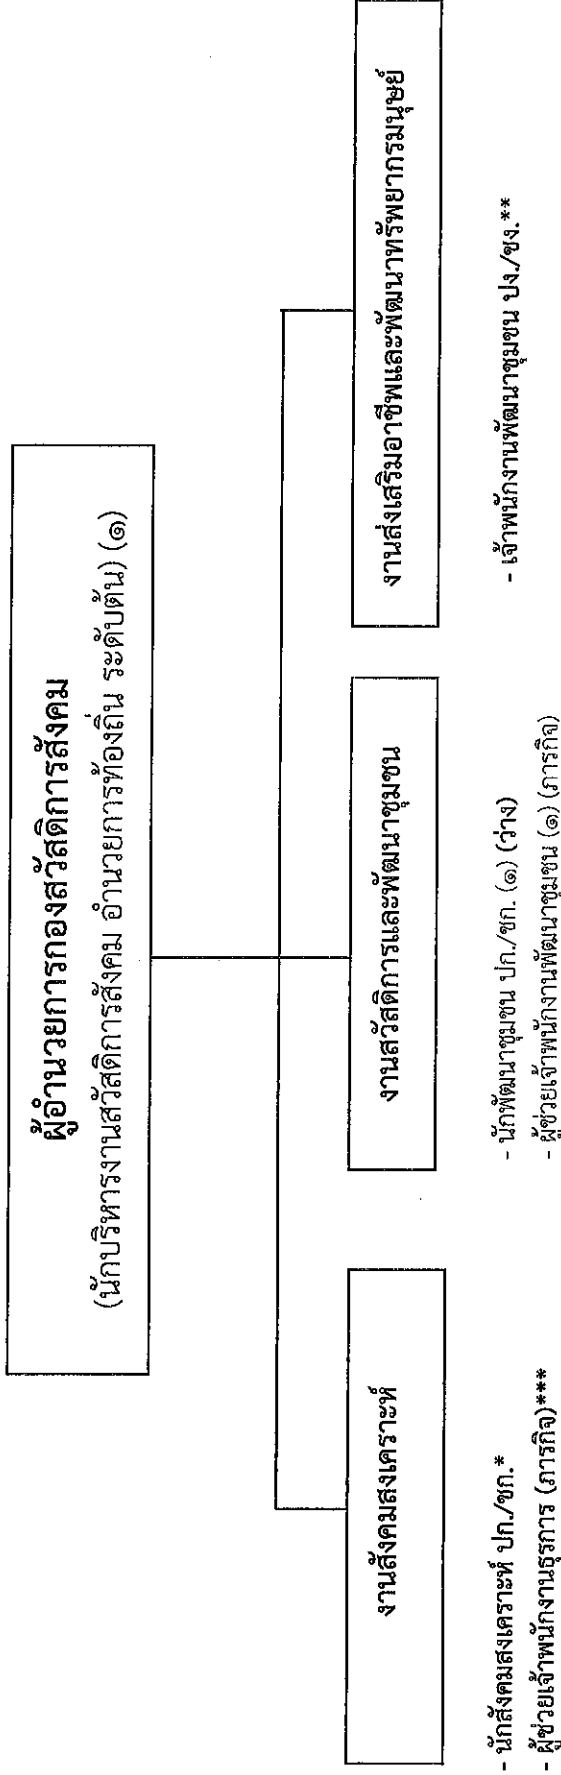 ผู้อำนวยการกองสวัสดิการสังคม
(นักบริหารงานสวัสดิการสังคม อำนวยการท้องถิ่น ระดับต้น) (๑)
งานสังคมสงเคราะห์
- นักสังคมสงเคราะห์ ปก./ชก.*
- ผู้ช่วยเจ้าพนักงานธุรการ (ภารกิจ)***
งานสวัสดิการและพัฒนาชุมชน
- นักพัฒนาชุมชน ปก./ชก. (๑) (ว่าง)
- ผู้ช่วยเจ้าพนักงานพัฒนาชุมชน (๑) (ภารกิจ)
งานส่งเสริมอาชีพและพัฒนาทรัพยากรมนุษย์
- เจ้าพนักงานพัฒนาชุมชน ปง./ชง.**